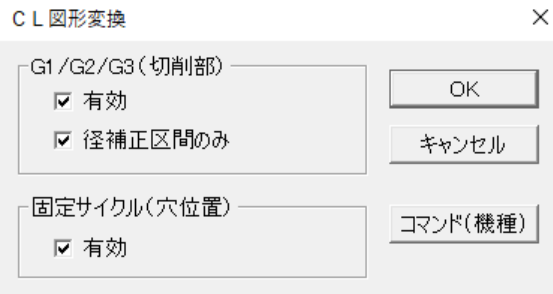 ＣＬ図形変換
G1/G2/G3(切削部)
有効
径補正区間のみ
固定サイクル(穴位置)
有効
OK
キャンセル
コマンド(機種)